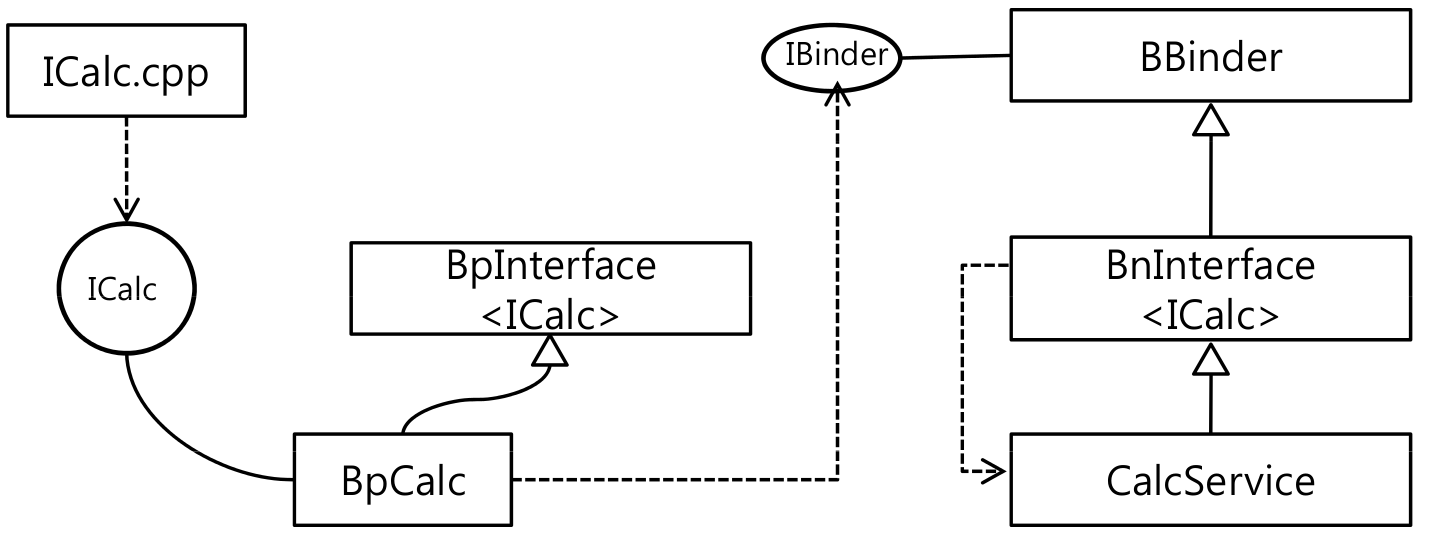 ICalc.cpp
IBinder
BBinder
ICalc
BpInterface
<ICalc>
BnInterface
<ICalc>
BpCalc
CalcService